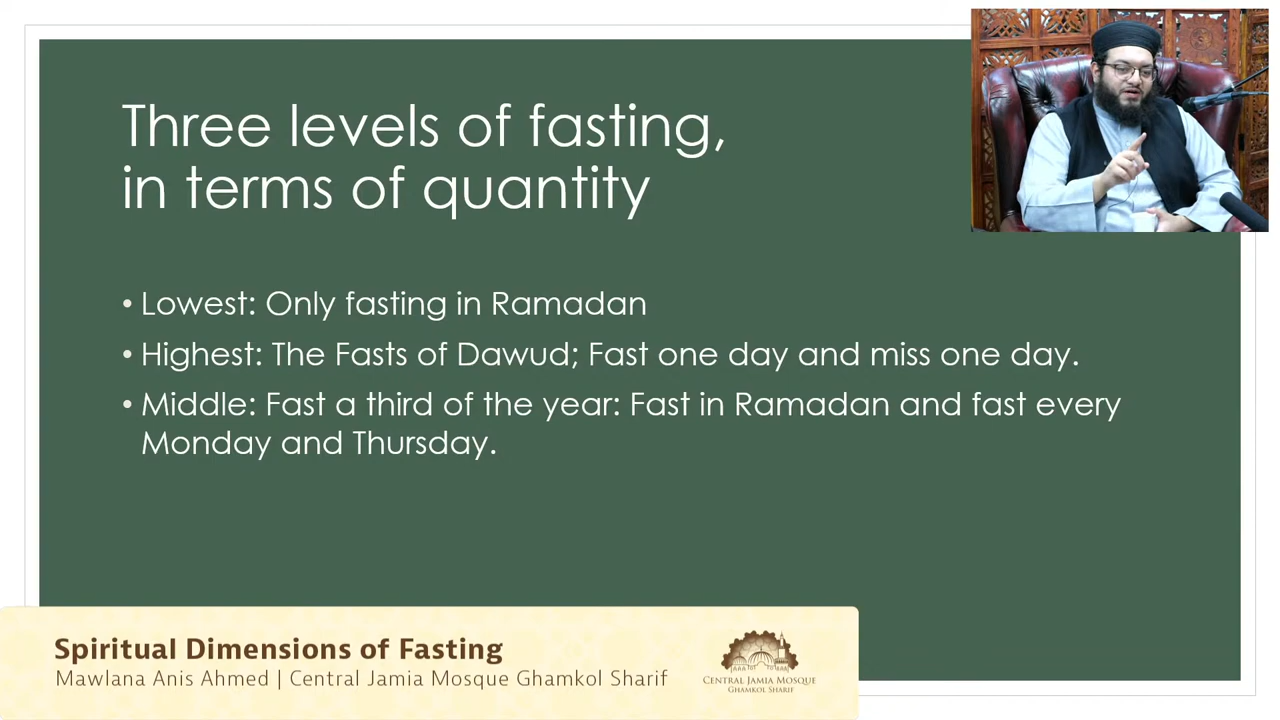 Three levels of fasting,
in terms of quantity
• Lowest: Only fasting in Ramadan
• Highest: The Fasts of Dawud; Fast one day and miss one day.
• Middle: Fast a third of the year: Fast in Ramadan and fast every
Monday and Thursday.
Spiritual Dimensions of Fasting
Mawlana Anis Ahmed | Central Jamia Mosque Ghamkol Sharif
CENTRAL JAMIA MOSQUE
GHAMKOL SHARIF